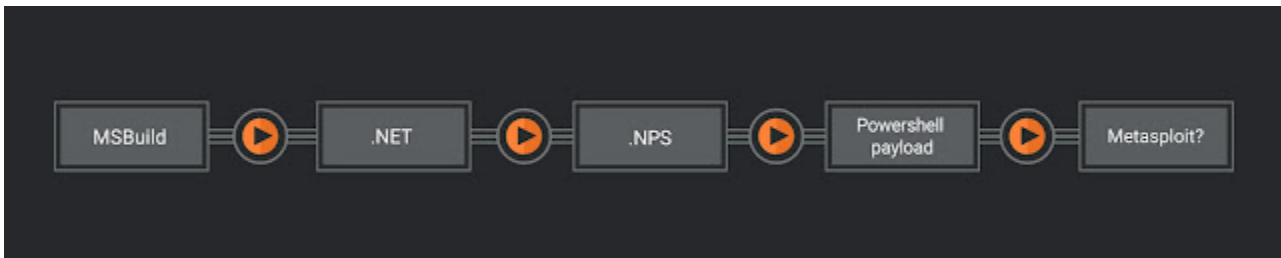 MSBuild
.NET
.NPS
Powershell
payload
Metasploit?